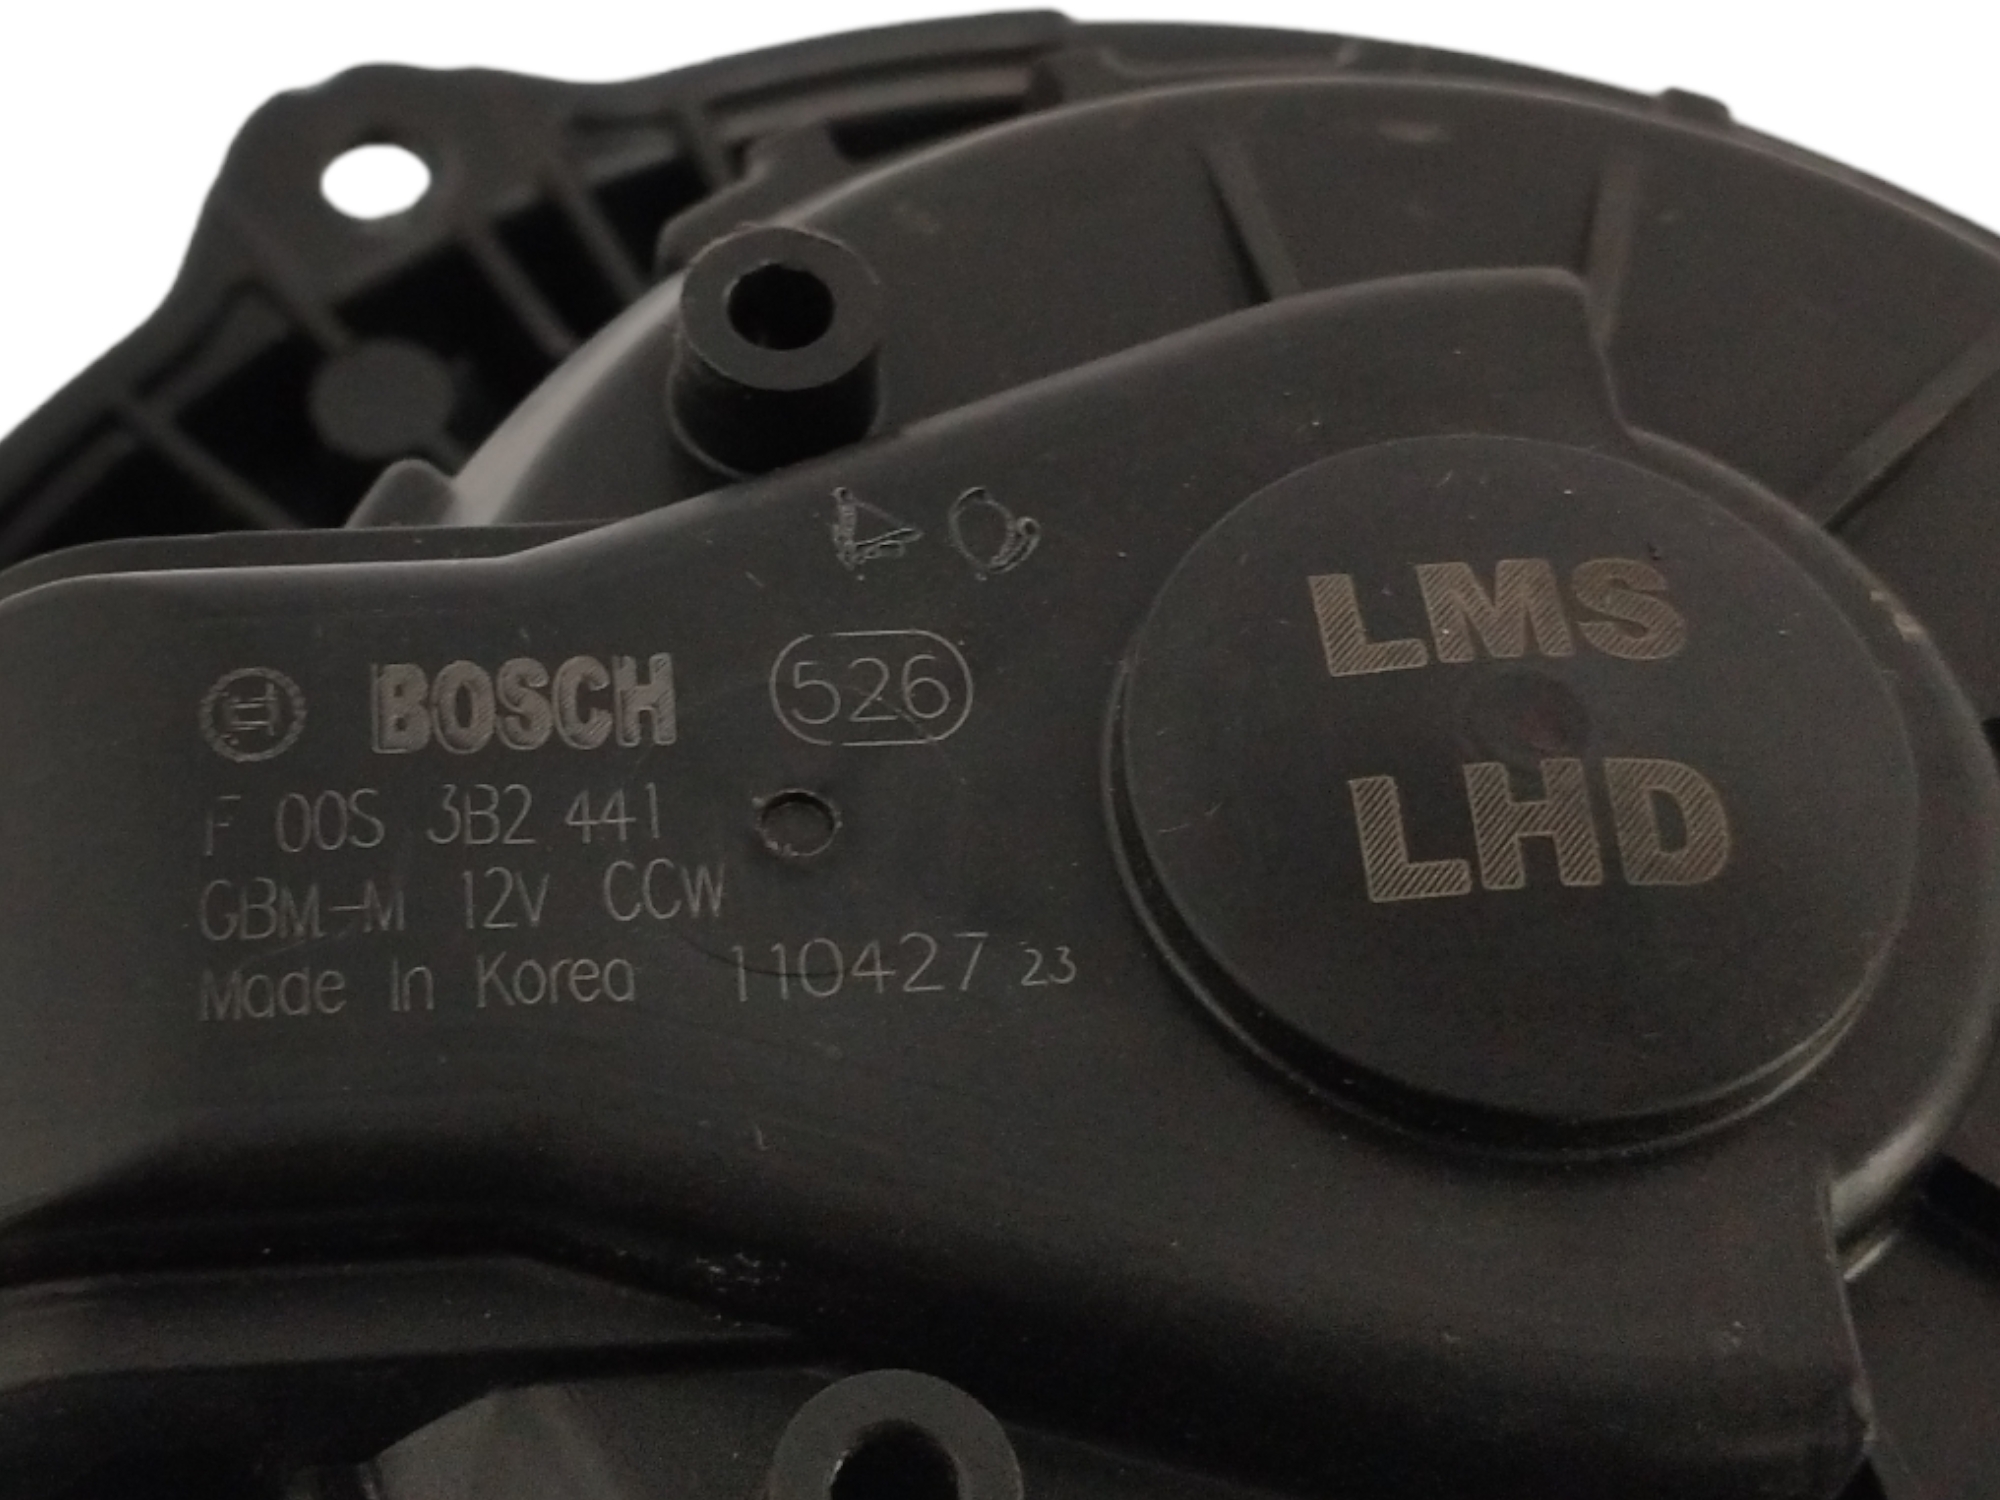 BOSCH 526
F 00S 3B2 441
GBM-M 12V CCW
Made In Korea 110427 23
LMS
LHD